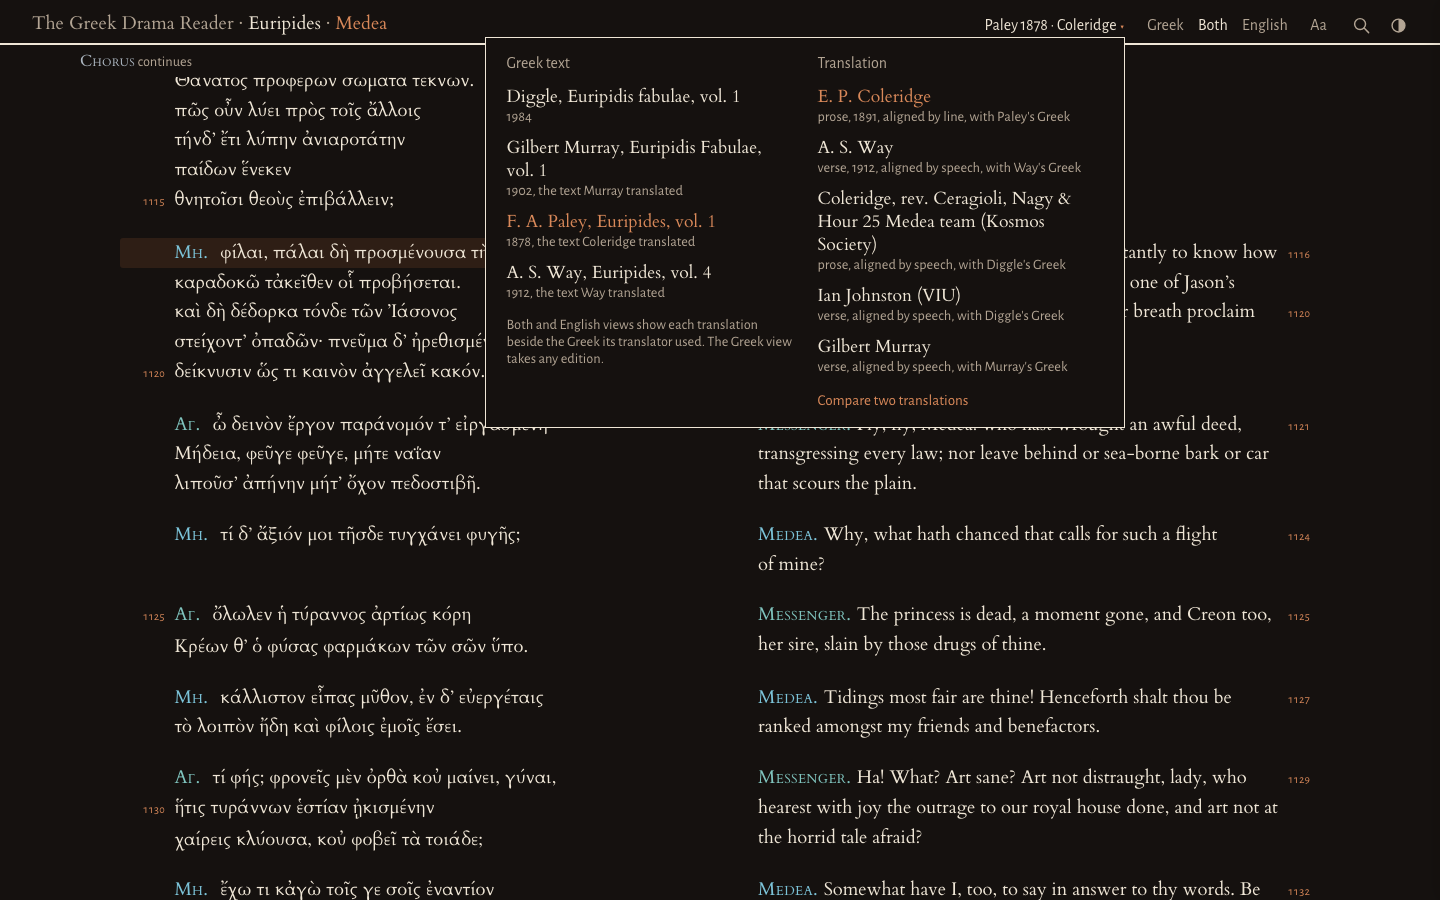 The Greek Drama Reader · Euripides · Medea
Paley 1878 · Coleridge
Greek Both English Aa
CHORUS continues
Θάνατος προφέρων σώματα τέκνων.
πῶς οὖν λύει πρὸς τοῖς ἄλλοις
τήνδ’ ἔτι λύπην ἀνιαροτάτην
παίδων ἕνεκεν
1115 θνητοῖσι θεοὺς ἐπιβάλλειν;
ΜΗ. φίλαι, πάλαι δὴ προσμένουσα
καραδοκῶ τἀκεῖθεν οἷ προβήσεται.
καὶ δὴ δέδορκα τόνδε τῶν Ἰάσονος
στείχοντ’ ὀπαδῶν· πνεῦμα δ’
1120 δείκνυσιν ὥς τι καινὸν ἀγγελεῖ κακόν.
ΑΓ. ὦ δεινὸν ἔργον παράνομόν τ’
Μήδεια, φεῦγε φεῦγε, μήτε ναΐαν
λιποῦσ’ ἀπήνην μήτ’ ὄχον πεδοστιβῆ.
ΜΗ. τί δ’ ἄξιόν μοι τῆσδε τυγχάνει φυγῆς;
1125 ΑΓ. ὄλωλεν ἡ τύραννος ἀρτίως κόρη
Κρέων θ’ ὁ φύσας φαρμάκων τῶν σῶν ὕπο.
ΜΗ. κάλλιστον εἶπας μῦθον, ἐν δ’ εὐεργέταις
τὸ λοιπὸν ἤδη καὶ φίλοις ἐμοῖς ἔσει.
ΑΓ. τί φής; φρονεῖς μὲν ὀρθὰ κοὐ μαίνει, γύναι,
1130 ἥτις τυράννων ἑστίαν ᾐκισμένην
χαίρεις κλύουσα, κοὐ φοβεῖ τὰ τοιάδε;
ΜΗ. ἔχω τι κἀγὼ τοῖς γε σοῖς ἐναντίον
Greek text
Diggle, Euripidis fabulae, vol. 1
1984
Gilbert Murray, Euripidis Fabulae,
vol. 1
1902, the text Murray translated
F. A. Paley, Euripides, vol. 1
1878, the text Coleridge translated
A. S. Way, Euripides, vol. 4
1912, the text Way translated
Both and English views show each translation
beside the Greek its translator used. The Greek view
takes any edition.
Translation
E. P. Coleridge
prose, 1891, aligned by line, with Paley's Greek
A. S. Way
verse, 1912, aligned by speech, with Way's Greek
Coleridge, rev. Ceragioli, Nagy &
Hour 25 Medea team (Kosmos
Society)
prose, aligned by speech, with Diggle's Greek
Ian Johnston (VIU)
verse, aligned by speech, with Diggle's Greek
Gilbert Murray
verse, aligned by speech, with Murray's Greek
Compare two translations
to know how 1116
one of Jason’s
breath proclaim 1120
an awful deed, 1121
transgressing every law; nor leave behind or sea-borne bark or car
that scours the plain.
MEDEA. Why, what hath chanced that calls for such a flight 1124
of mine?
MESSENGER. The princess is dead, a moment gone, and Creon too, 1125
her sire, slain by those drugs of thine.
MEDEA. Tidings most fair are thine! Henceforth shalt thou be 1127
ranked amongst my friends and benefactors.
MESSENGER. Ha! What? Art sane? Art not distraught, lady, who 1129
hearest with joy the outrage to our royal house done, and art not at
the horrid tale afraid?
MEDEA. Somewhat have I, too, to say in answer to thy words. Be 1132